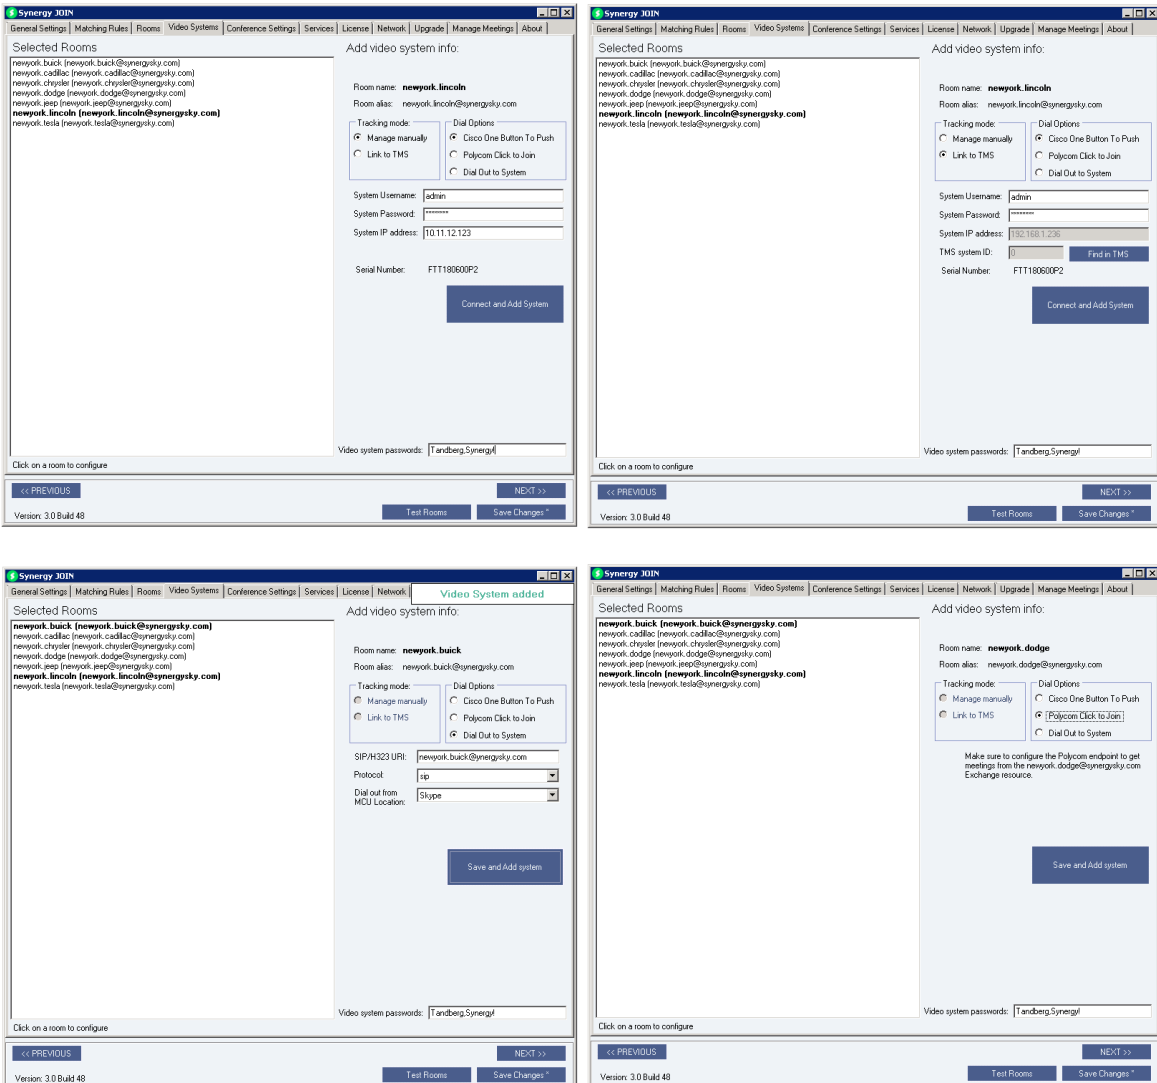 Synergy JOIN
General Settings Matching Rules Rooms Video Systems Conference Settings Services License Network Upgrade Manage Meetings About
Selected Rooms
newyork.buick (newyork.buick@synergysky.com)
newyork.cadillac (newyork.cadillac@synergysky.com)
newyork.chrysler (newyork.chrysler@synergysky.com)
newyork.dodge (newyork.dodge@synergysky.com)
newyork.jeep (newyork.jeep@synergysky.com)
newyork.lincoln (newyork.lincoln@synergysky.com)
newyork.tesla (newyork.tesla@synergysky.com)
Click on a room to configure
Add video system info:
Room name: newyork.lincoln
Room alias: newyork.lincoln@synergysky.com
Tracking mode:
Manage manually
Link to TMS
Dial Options
Cisco One Button To Push
Polycom Click to Join
Dial Out to System
System Username: admin
System Password: ********
System IP address: 10.11.12.123
Serial Number: FTT180600P2
Connect and Add System
Video system passwords: Tandberg,Synergy!
<< PREVIOUS
NEXT >>
Version: 3.0 Build 48
Test Rooms
Save Changes *
Synergy JOIN
General Settings Matching Rules Rooms Video Systems Conference Settings Services License Network Upgrade Manage Meetings About
Selected Rooms
newyork.buick (newyork.buick@synergysky.com)
newyork.cadillac (newyork.cadillac@synergysky.com)
newyork.chrysler (newyork.chrysler@synergysky.com)
newyork.dodge (newyork.dodge@synergysky.com)
newyork.jeep (newyork.jeep@synergysky.com)
newyork.lincoln (newyork.lincoln@synergysky.com)
newyork.tesla (newyork.tesla@synergysky.com)
Click on a room to configure
Add video system info:
Room name: newyork.lincoln
Room alias: newyork.lincoln@synergysky.com
Tracking mode:
Manage manually
Link to TMS
Dial Options
Cisco One Button To Push
Polycom Click to Join
Dial Out to System
System Username: admin
System Password: ********
System IP address: 192.168.1.236
TMS system ID: 0 Find in TMS
Serial Number: FTT180600P2
Connect and Add System
Video system passwords: Tandberg,Synergy!
<< PREVIOUS
NEXT >>
Version: 3.0 Build 48
Test Rooms
Save Changes *
Synergy JOIN
General Settings Matching Rules Rooms Video Systems Conference Settings Services License Network
Video System added
Selected Rooms
newyork.buick (newyork.buick@synergysky.com)
newyork.cadillac (newyork.cadillac@synergysky.com)
newyork.chrysler (newyork.chrysler@synergysky.com)
newyork.dodge (newyork.dodge@synergysky.com)
newyork.jeep (newyork.jeep@synergysky.com)
newyork.lincoln (newyork.lincoln@synergysky.com)
newyork.tesla (newyork.tesla@synergysky.com)
Click on a room to configure
Add video system info:
Room name: newyork.buick
Room alias: newyork.buick@synergysky.com
Tracking mode:
Manage manually
Link to TMS
Dial Options
Cisco One Button To Push
Polycom Click to Join
Dial Out to System
SIP/H323 URI: newyork.buick@ynergysky.com
Protocol: sip
Dial out from
MCU Location: Skype
Save and Add system
Video system passwords: Tandberg,Synergy!
<< PREVIOUS
NEXT >>
Version: 3.0 Build 48
Test Rooms
Save Changes *
Synergy JOIN
General Settings Matching Rules Rooms Video Systems Conference Settings Services License Network Upgrade Manage Meetings About
Selected Rooms
newyork.buick (newyork.buick@synergysky.com)
newyork.cadillac (newyork.cadillac@synergysky.com)
newyork.chrysler (newyork.chrysler@synergysky.com)
newyork.dodge (newyork.dodge@synergysky.com)
newyork.jeep (newyork.jeep@synergysky.com)
newyork.lincoln (newyork.lincoln@synergysky.com)
newyork.tesla (newyork.tesla@synergysky.com)
Click on a room to configure
Add video system info:
Room name: newyork.dodge
Room alias: newyork.dodge@synergysky.com
Tracking mode:
Manage manually
Link to TMS
Dial Options
Cisco One Button To Push
Polycom Click to Join
Dial Out to System
Make sure to configure the Polycom endpoint to get
meetings from the newyork.dodge@synergysky.com
Exchange resource.
Save and Add system
Video system passwords: Tandberg,Synergy!
<< PREVIOUS
NEXT >>
Version: 3.0 Build 48
Test Rooms
Save Changes *